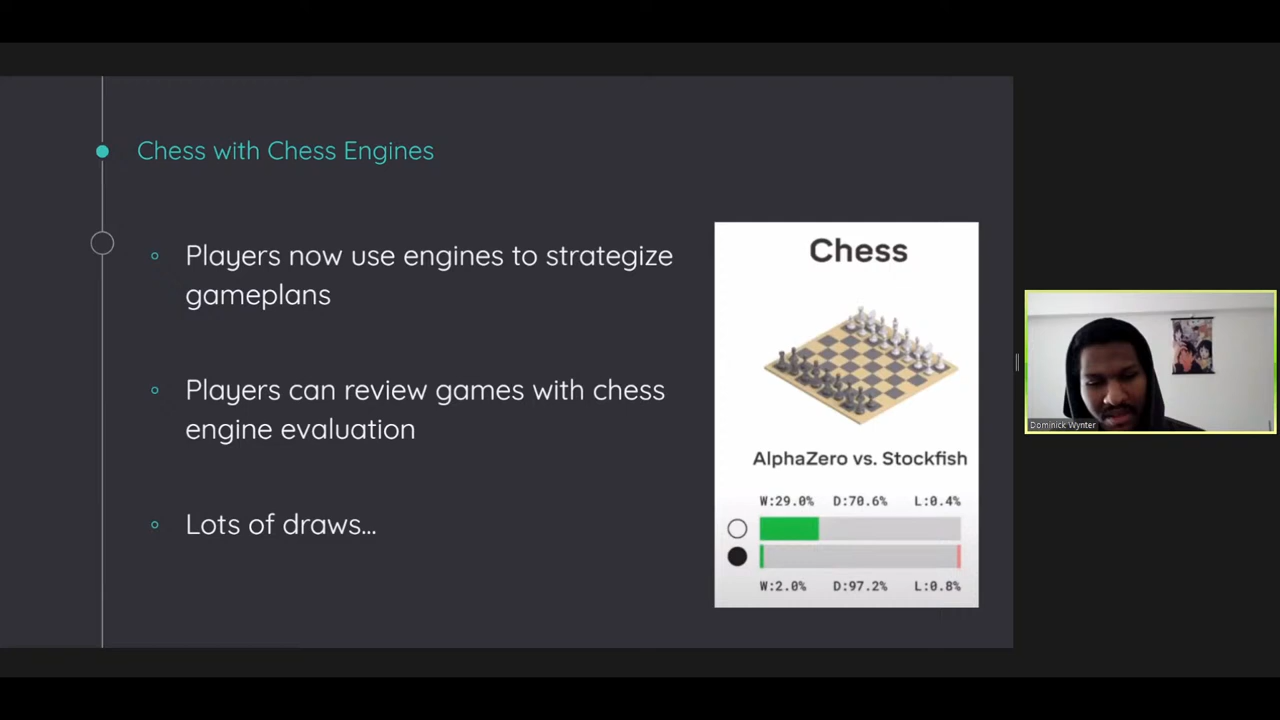 Chess with Chess Engines
Players now use engines to strategize
gameplans
Players can review games with chess
engine evaluation
Lots of draws...
Chess
AlphaZero vs. Stockfish
W:29.0% D:70.6% L:0.4%
W:2.0% D:97.2% L:0.8%
Dominick Wynter